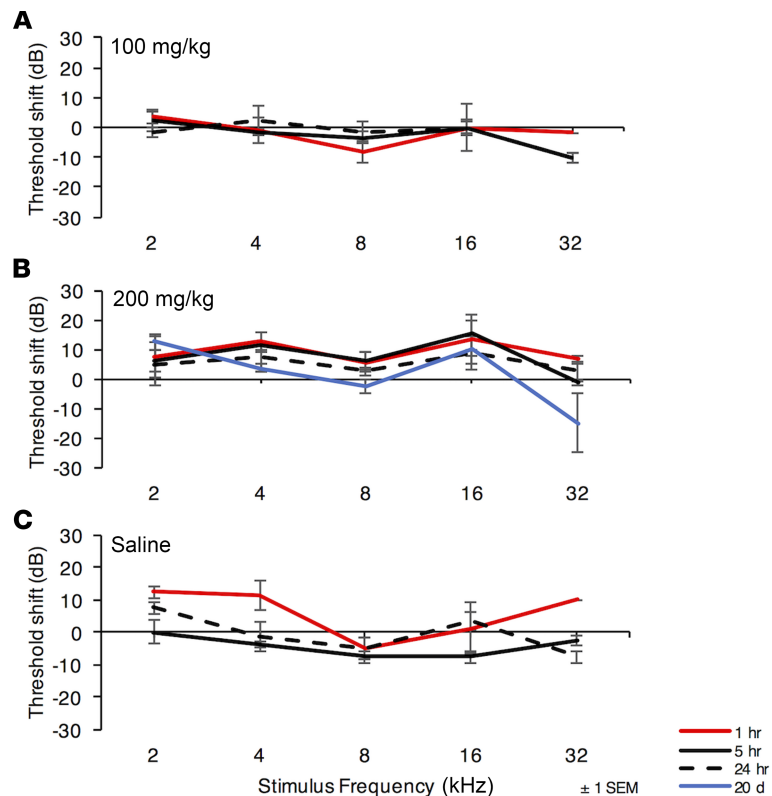 A
100 mg/kg
Threshold shift (dB)
30
20
10
0
-10
-20
-30
2 4 8 16 32
B
200 mg/kg
Threshold shift (dB)
30
20
10
0
-10
-20
-30
2 4 8 16 32
C
Saline
Threshold shift (dB)
30
20
10
0
-10
-20
-30
2 4 8 16 32
Stimulus Frequency (kHz)
± 1 SEM
1 hr
5 hr
24 hr
20 d